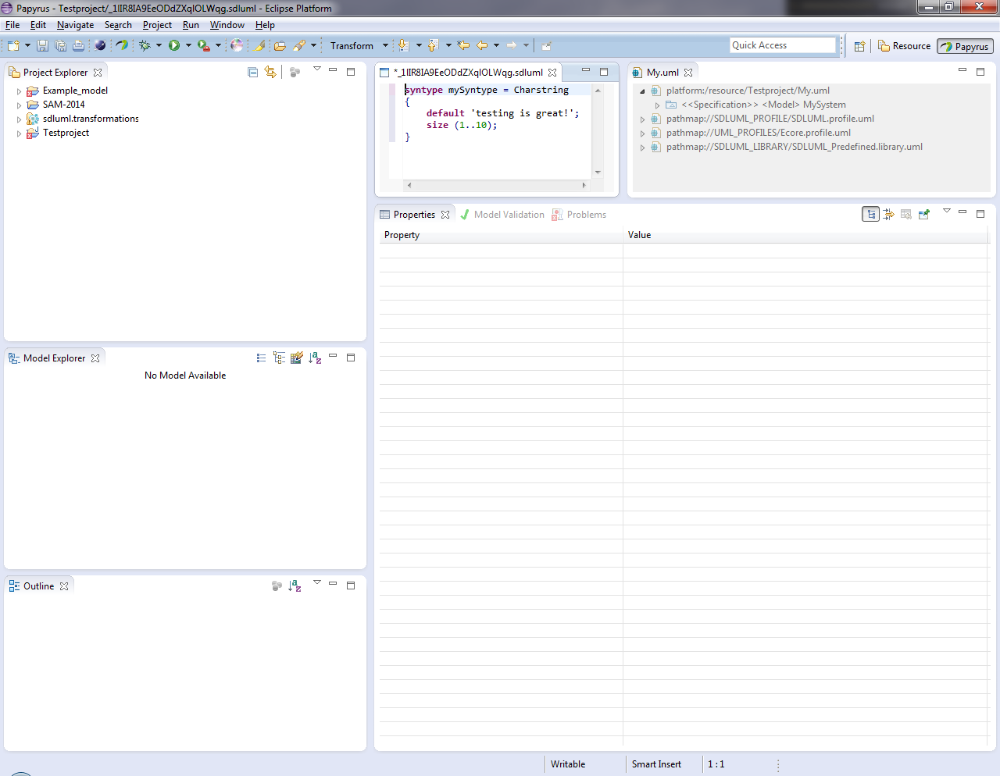 Papyrus - Testproject/_1lIR8IA9EeODdZXqIOLWqg.sdluml - Eclipse Platform
File Edit Navigate Search Project Run Window Help
Transform Quick Access Resource Papyrus
Project Explorer
Example_model
SAM-2014
sdluml.transformations
Testproject
*_1lIR8IA9EeODdZXqIOLWqg.sdluml
syntype mySyntype = Charstring
{
default 'testing is great!';
size (1..10);
}
My.uml
platform:/resource/Testproject/My.uml
<<Specification>> <Model> MySystem
pathmap://SDLUML_PROFILE/SDLUML.profile.uml
pathmap://UML_PROFILES/Ecore.profile.uml
pathmap://SDLUML_LIBRARY/SDLUML_Predefined.library.uml
Properties Model Validation Problems
Property Value
Model Explorer
No Model Available
Outline
Writable Smart Insert 1 : 1